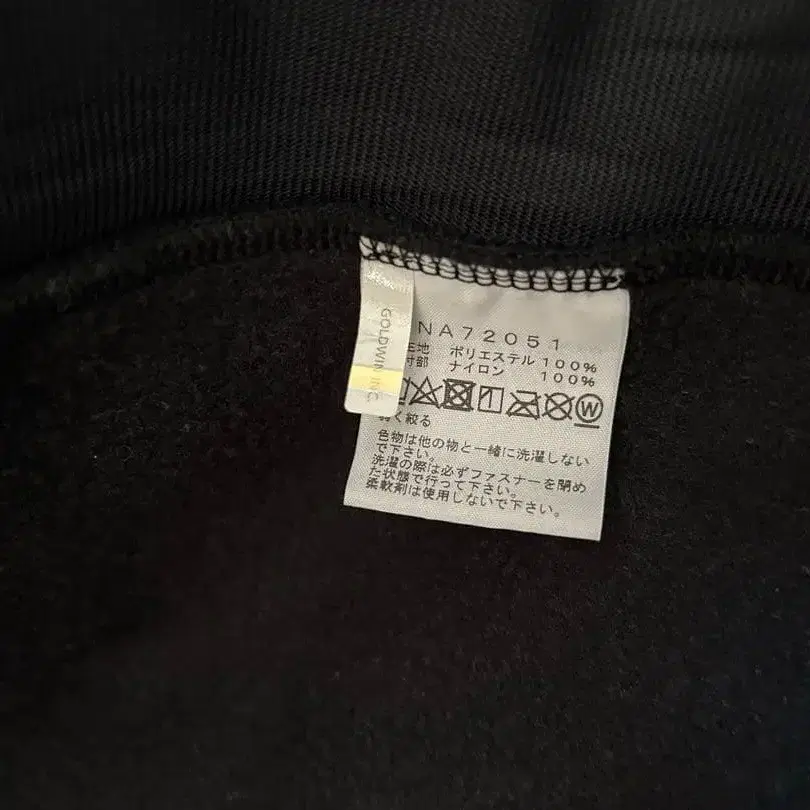 GOLDWIN INC.
NA72051
生地 ポリエステル 100%
付部 ナイロン 100%
W
弱く絞る
色物は他の物と一緒に洗濯しない
で下さい。
洗濯の際は必ずファスナーを閉め
た状態で行って下さい。
柔軟剤は使用しないで下さい。